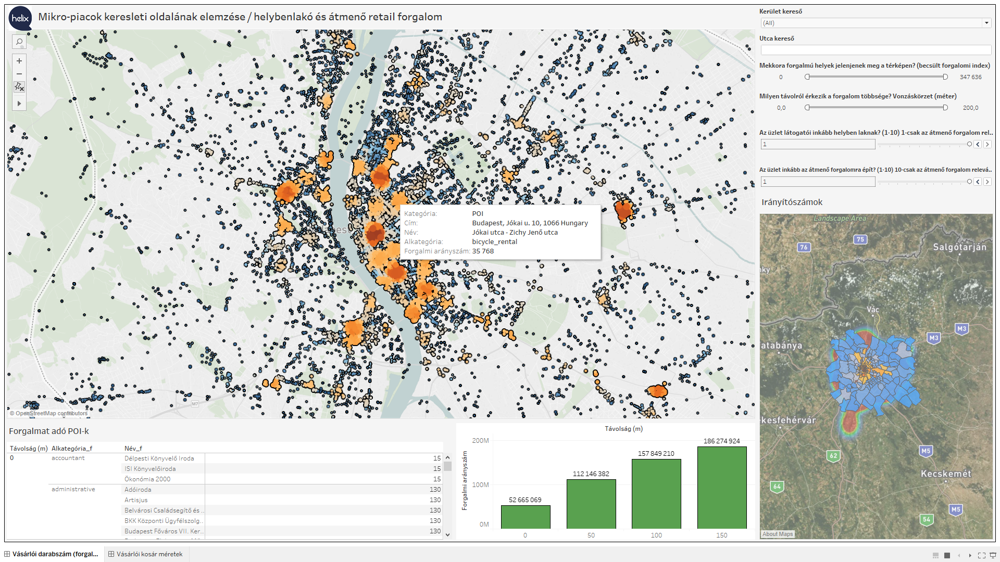 helix
Mikro-piacok keresleti oldalának elemzése / helybenlakó és átmenő retail forgalom
Kategória: POI
Cím: Budapest, Jókai u. 10, 1066 Hungary
Név: Jókai utca - Zichy Jenő utca
Alkategória: bicycle_rental
Forgalmi arányszám: 35 768
M7
© OpenStreetMap contributors
Kerület kereső
(All)
Utca kereső
Mekkora forgalmú helyek jelenjenek meg a térképen? (becsült forgalomi index)
0 347 636
Milyen távolról érkezik a forgalom többsége? Vonzáskörzet (méter)
0,0 200,0
Az üzlet látogatói inkább helyben laknak? (1-10) 1-csak az átmenő forgalom rel..
1
Az üzlet inkább az átmenő forgalomra épít? (1-10) 10-csak az átmenő forgalom relevá..
1
Irányítószámok
Landscape Area
75
76
Salgótarján
nky
Vác
M3
M3
atabánya
ekesfehérvár
62
M5
Kecskemét
64
M5
54
About Maps
Forgalmat adó POI-k
Távolság (m) Alkategória_f Név_f
0 accountant Délpesti Könyvelő Iroda 15
ISI Könyvelőiroda 15
Ökonómia 2000 15
administrative Adóiroda 130
Artisjus 130
Belvárosi Családsegítő és .. 130
BKK Központi Ügyfélszolg.. 130
Budapest Főváros VII. Ker.. 130
Távolság (m)
Forgalmi arányszám
200M
100M
0M
52 665 069
112 146 382
157 849 210
186 274 924
0 50 100 150
Vásárlói darabszám (forgal...
Vásárlói kosár méretek